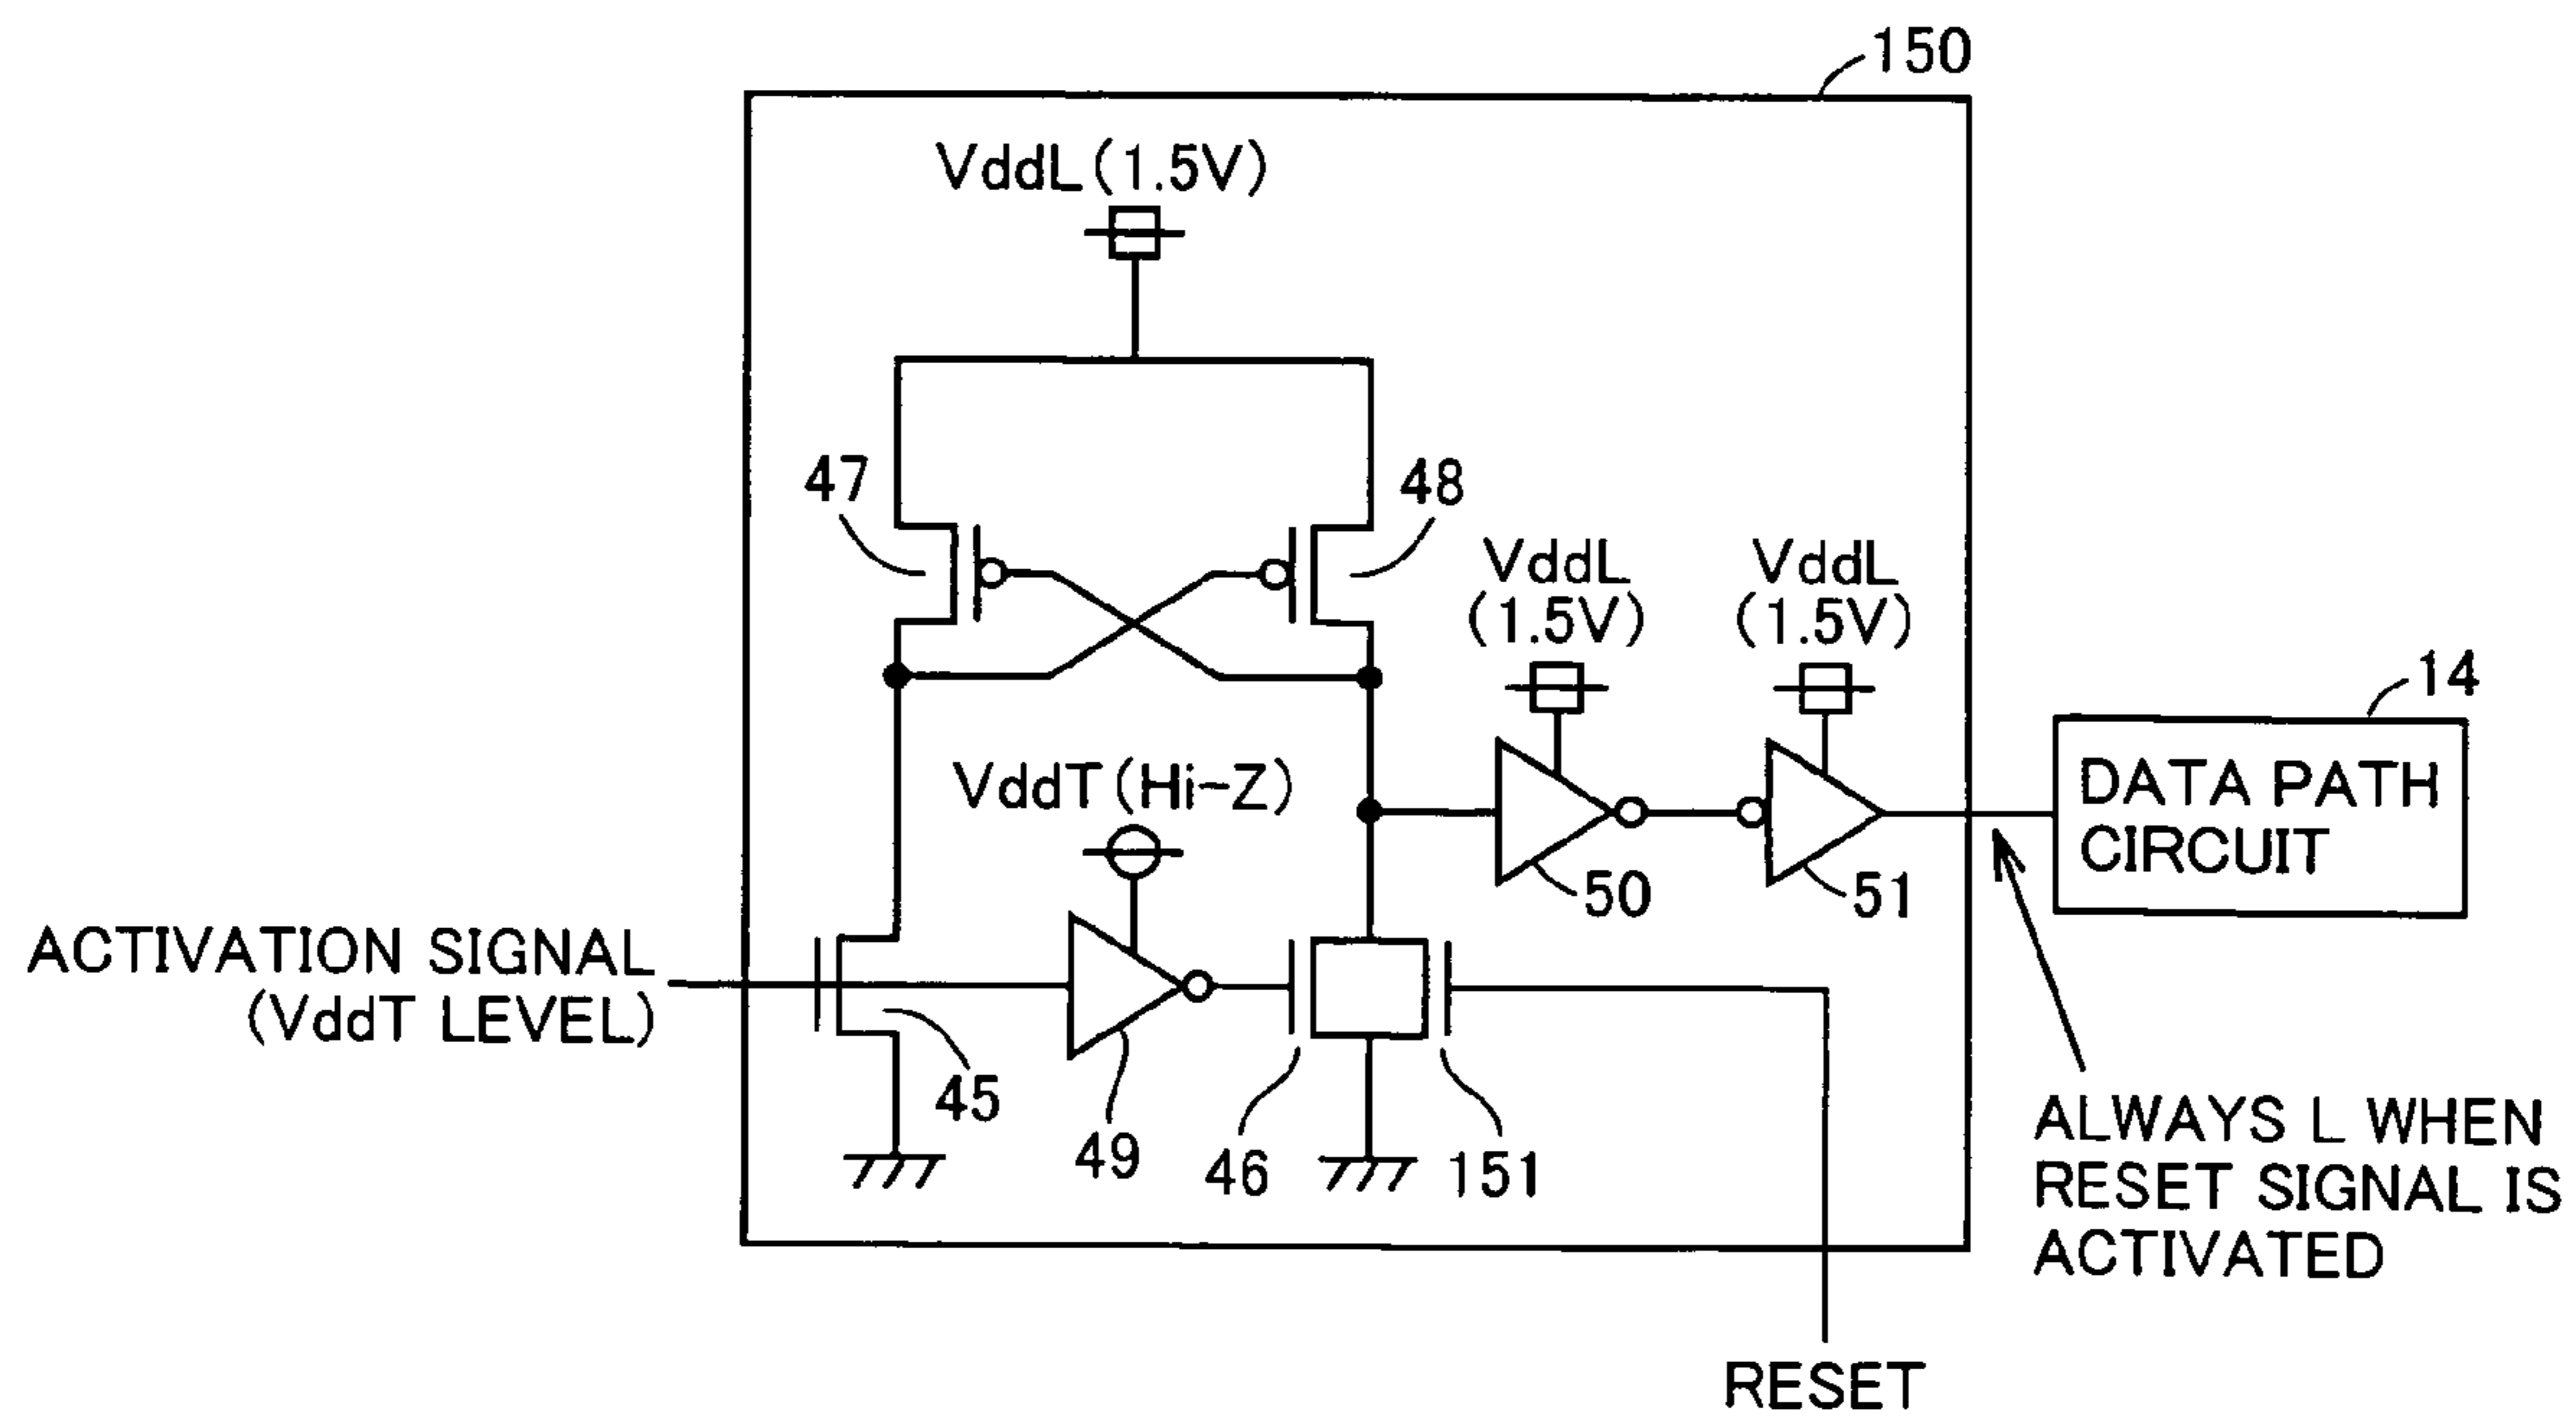 150
VddL(1.5V)
47
48
VddL
(1.5V)
VddL
(1.5V)
14
DATA PATH
CIRCUIT
VddT(Hi-Z)
50
51
ACTIVATION SIGNAL
(VddT LEVEL)
45
49
46
151
ALWAYS L WHEN
RESET SIGNAL IS
ACTIVATED
RESET